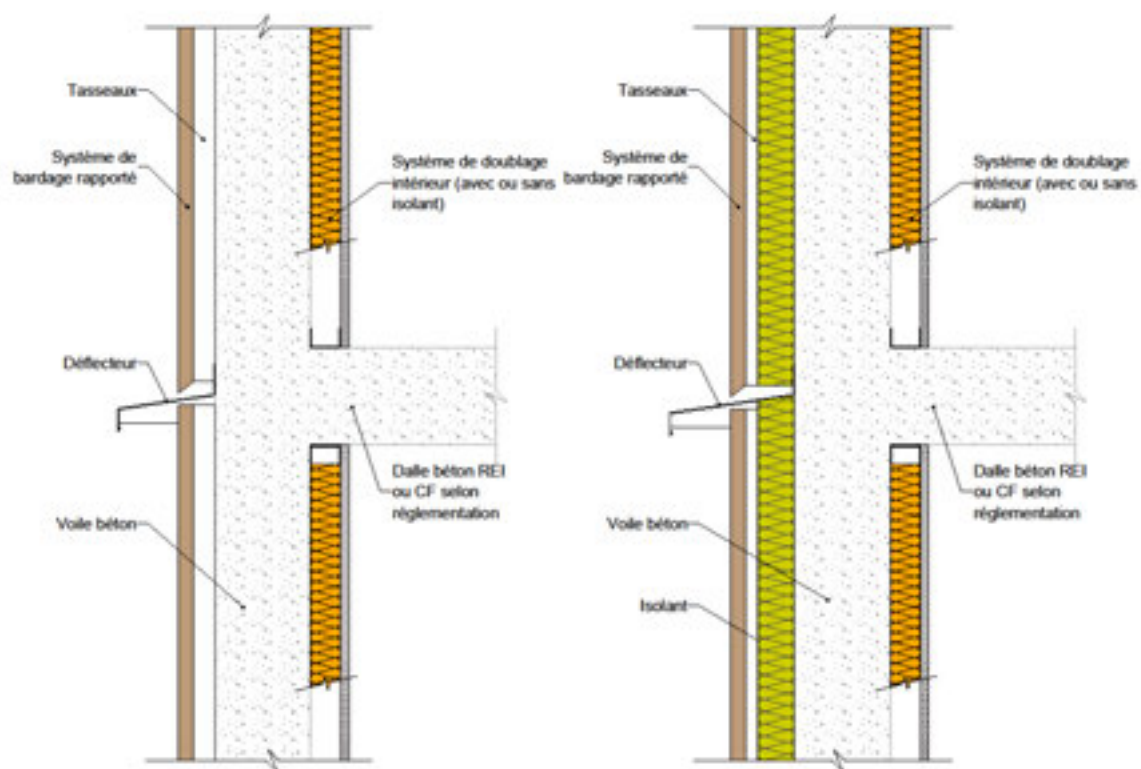 Tasseaux
Système de
bardage rapporté
Système de doublage
intérieur (avec ou sans
isolant)
Déflecteur
Dalle béton REI
ou CF selon
réglementation
Voile béton
Tasseaux
Système de
bardage rapporté
Système de doublage
intérieur (avec ou sans
isolant)
Déflecteur
Dalle béton REI
ou CF selon
réglementation
Voile béton
Isolant